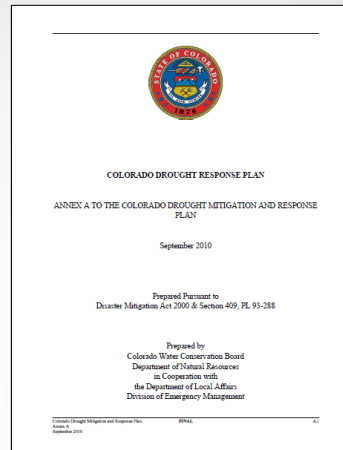 STATE OF COLORADO
1876
COLORADO DROUGHT RESPONSE PLAN
ANNEX A TO THE COLORADO DROUGHT MITIGATION AND RESPONSE
PLAN
September 2010
Prepared Pursuant to
Disaster Mitigation Act 2000 & Section 409, PL 93-288
Prepared by
Colorado Water Conservation Board
Department of Natural Resources
in Cooperation with
the Department of Local Affairs
Division of Emergency Management
Colorado Drought Mitigation and Response Plan FINAL A.1
Annex A
September 2010